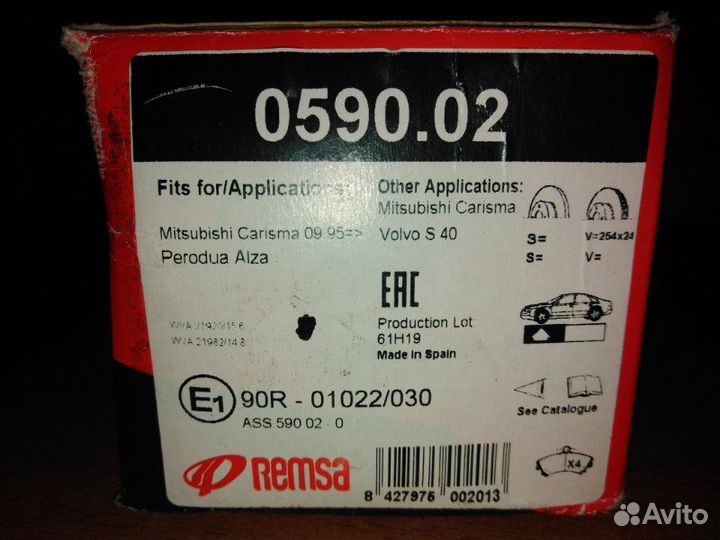 0590.02
Fits for/Applications:
Mitsubishi Carisma 09.95=>
Perodua Alza
Other Applications:
Mitsubishi Carisma
Volvo S 40
S=
V=254x24
S=
V=
WVA 21920/15.6
WVA 21982/14.8
EAC
Production Lot
61H19
Made in Spain
E1 90R - 01022/030
ASS 590 02 0
See Catalogue
Remsa
X4
8 427975 002013
Avito